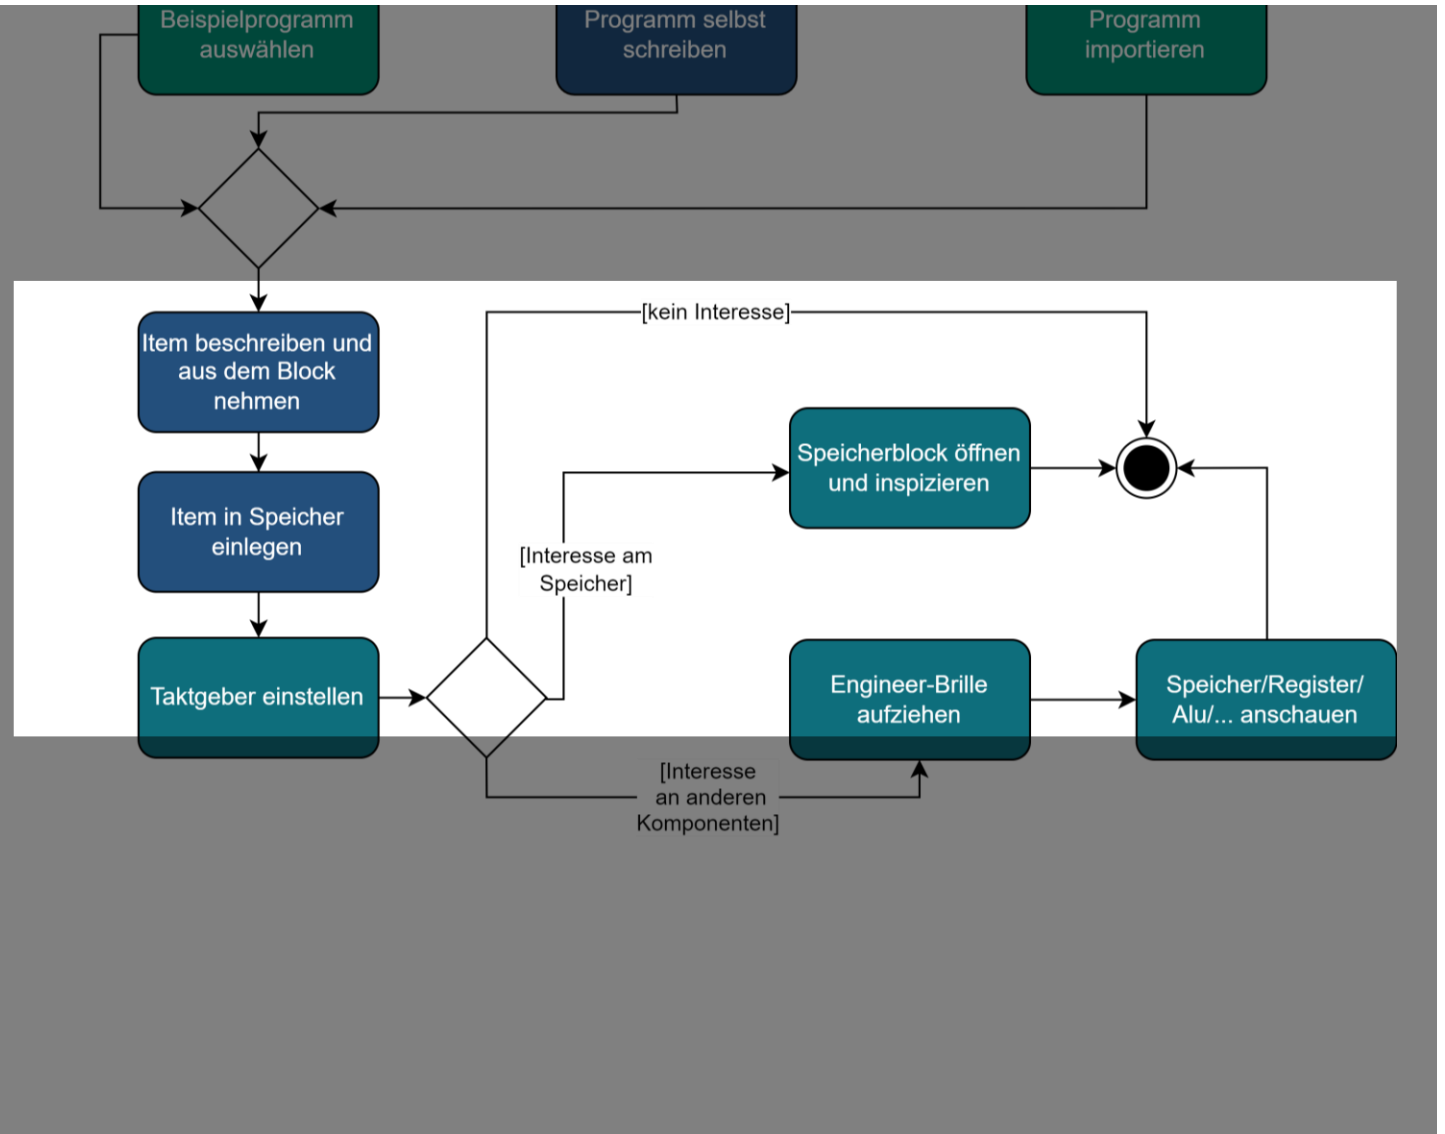 Beispielprogramm
auswählen
Programm selbst
schreiben
Programm
importieren
[kein Interesse]
Item beschreiben und
aus dem Block
nehmen
Speicherblock öffnen
und inspizieren
Item in Speicher
einlegen
[Interesse am
Speicher]
Taktgeber einstellen
Engineer-Brille
aufziehen
Speicher/Register/
Alu/... anschauen
[Interesse
an anderen
Komponenten]